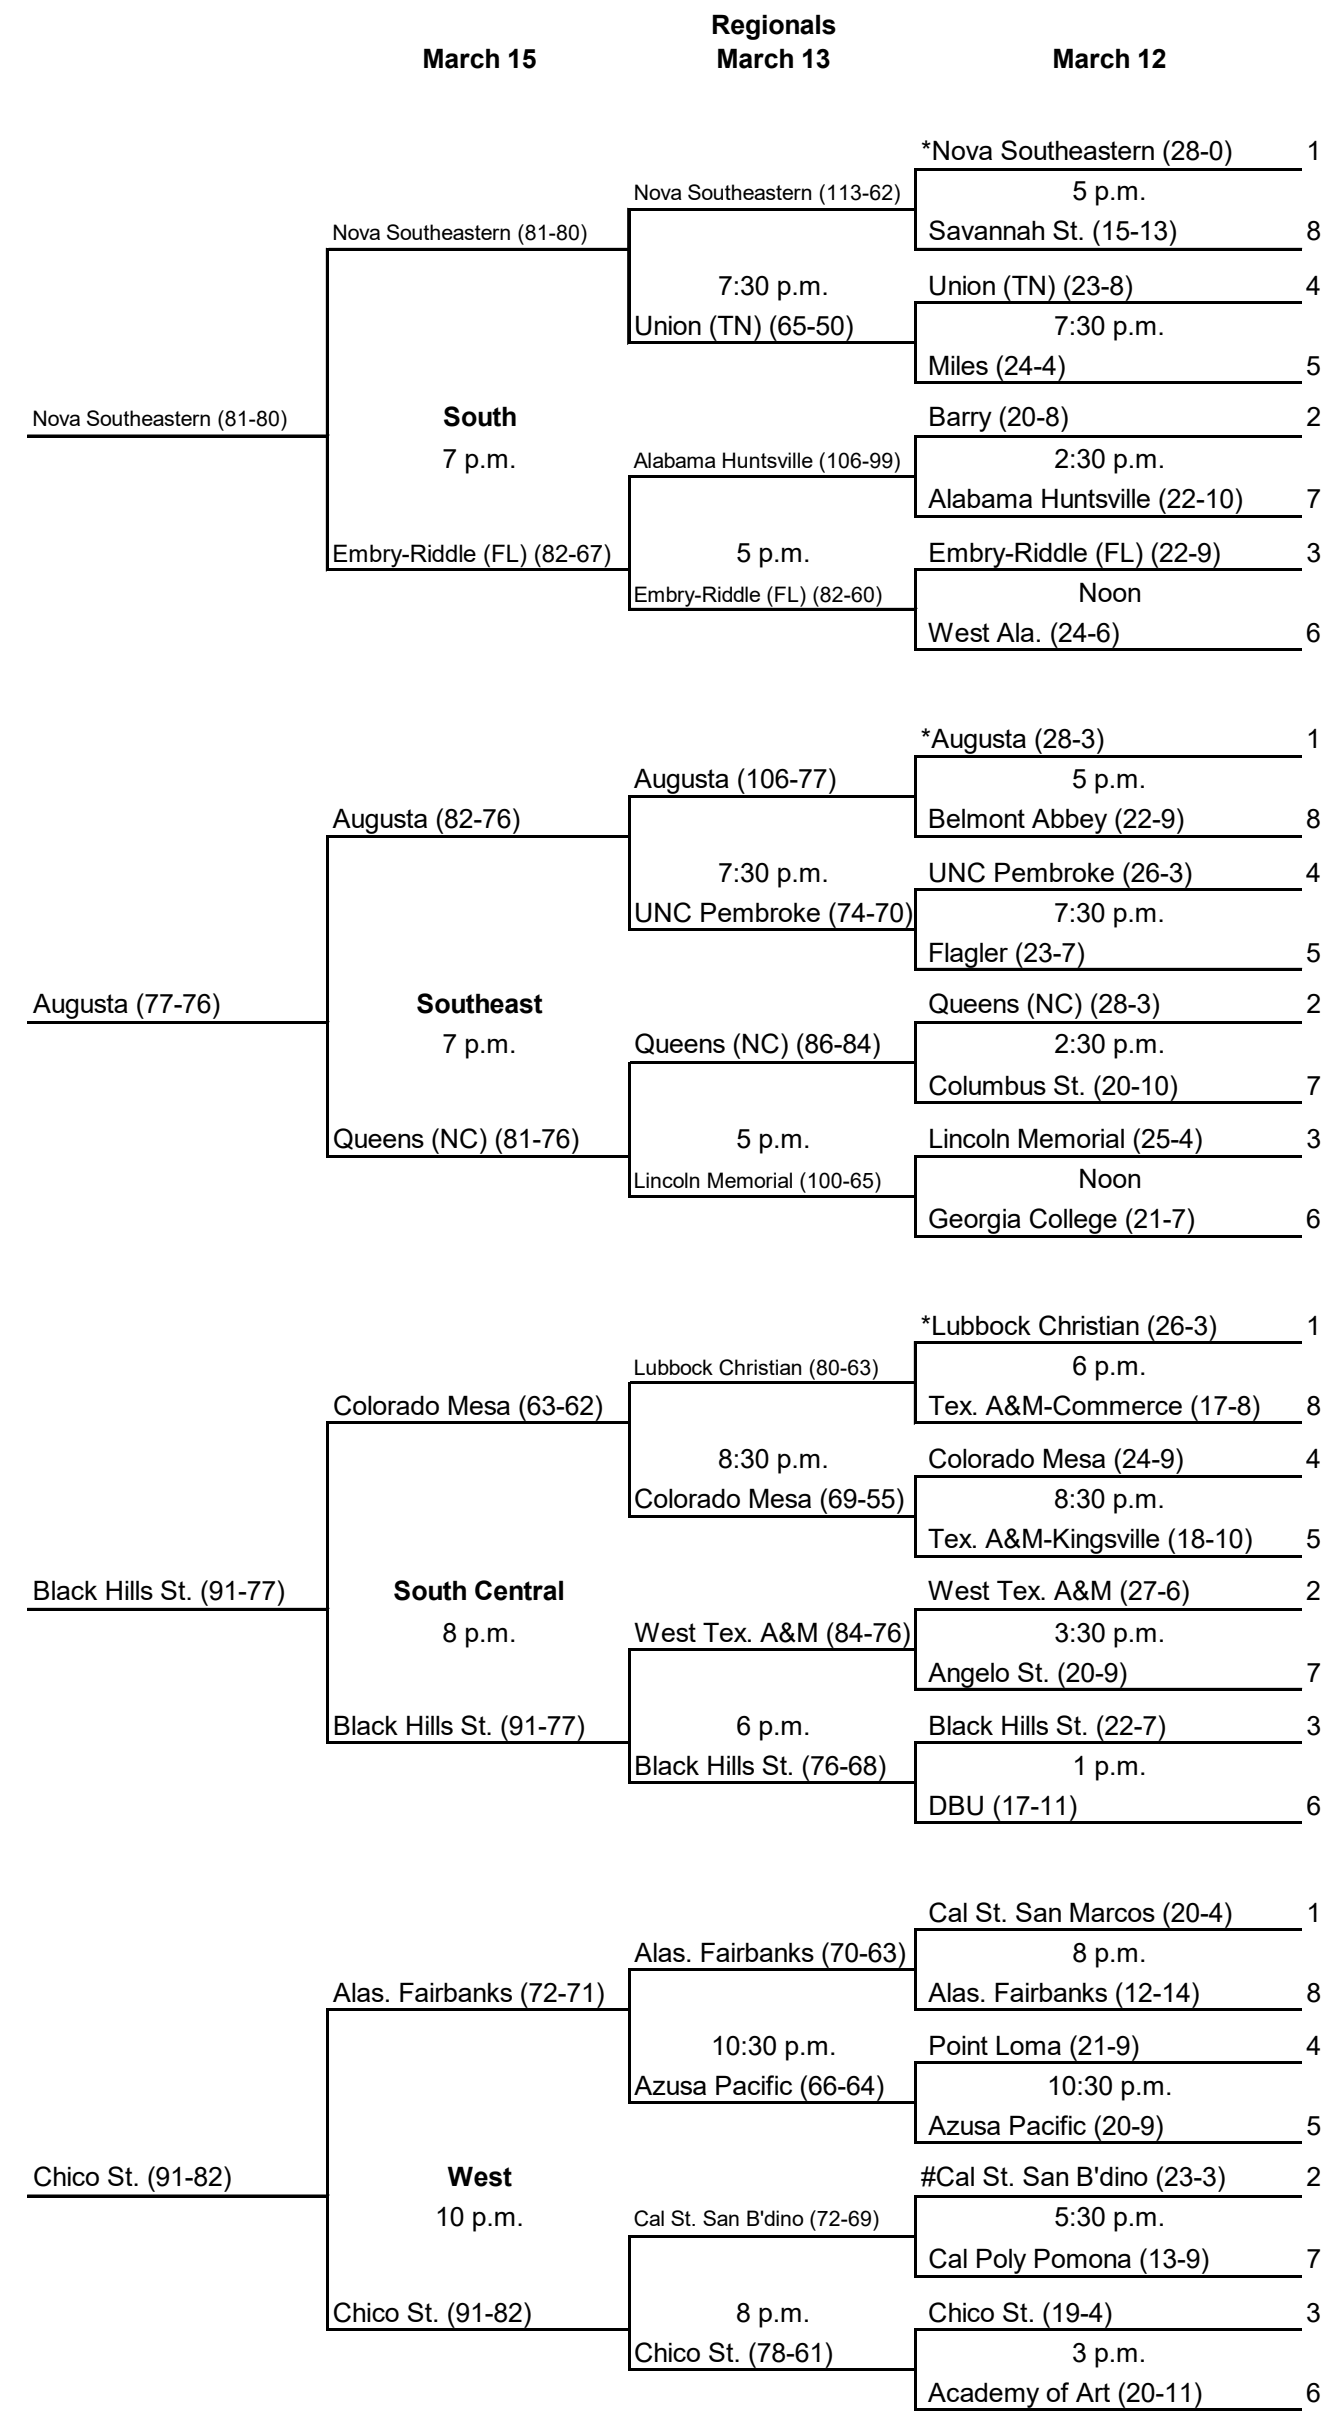 Regionals
March 15 March 13 March 12
*Nova Southeastern (28-0) 1
Nova Southeastern (113-62) 5 p.m.
Nova Southeastern (81-80) Savannah St. (15-13) 8
7:30 p.m. Union (TN) (23-8) 4
Union (TN) (65-50) 7:30 p.m.
Miles (24-4) 5
Nova Southeastern (81-80) South Barry (20-8) 2
7 p.m. Alabama Huntsville (106-99) 2:30 p.m.
Alabama Huntsville (22-10) 7
Embry-Riddle (FL) (82-67) 5 p.m. Embry-Riddle (FL) (22-9) 3
Embry-Riddle (FL) (82-60) Noon
West Ala. (24-6) 6
*Augusta (28-3) 1
Augusta (106-77) 5 p.m.
Augusta (82-76) Belmont Abbey (22-9) 8
7:30 p.m. UNC Pembroke (26-3) 4
UNC Pembroke (74-70) 7:30 p.m.
Flagler (23-7) 5
Augusta (77-76) Southeast Queens (NC) (28-3) 2
7 p.m. Queens (NC) (86-84) 2:30 p.m.
Columbus St. (20-10) 7
Queens (NC) (81-76) 5 p.m. Lincoln Memorial (25-4) 3
Lincoln Memorial (100-65) Noon
Georgia College (21-7) 6
*Lubbock Christian (26-3) 1
Lubbock Christian (80-63) 6 p.m.
Colorado Mesa (63-62) Tex. A&M-Commerce (17-8) 8
8:30 p.m. Colorado Mesa (24-9) 4
Colorado Mesa (69-55) 8:30 p.m.
Tex. A&M-Kingsville (18-10) 5
Black Hills St. (91-77) South Central West Tex. A&M (27-6) 2
8 p.m. West Tex. A&M (84-76) 3:30 p.m.
Angelo St. (20-9) 7
Black Hills St. (91-77) 6 p.m. Black Hills St. (22-7) 3
Black Hills St. (76-68) 1 p.m.
DBU (17-11) 6
Cal St. San Marcos (20-4) 1
Alas. Fairbanks (70-63) 8 p.m.
Alas. Fairbanks (72-71) Alas. Fairbanks (12-14) 8
10:30 p.m. Point Loma (21-9) 4
Azusa Pacific (66-64) 10:30 p.m.
Azusa Pacific (20-9) 5
Chico St. (91-82) West #Cal St. San B'dino (23-3) 2
10 p.m. Cal St. San B'dino (72-69) 5:30 p.m.
Cal Poly Pomona (13-9) 7
Chico St. (91-82) 8 p.m. Chico St. (19-4) 3
Chico St. (78-61) 3 p.m.
Academy of Art (20-11) 6